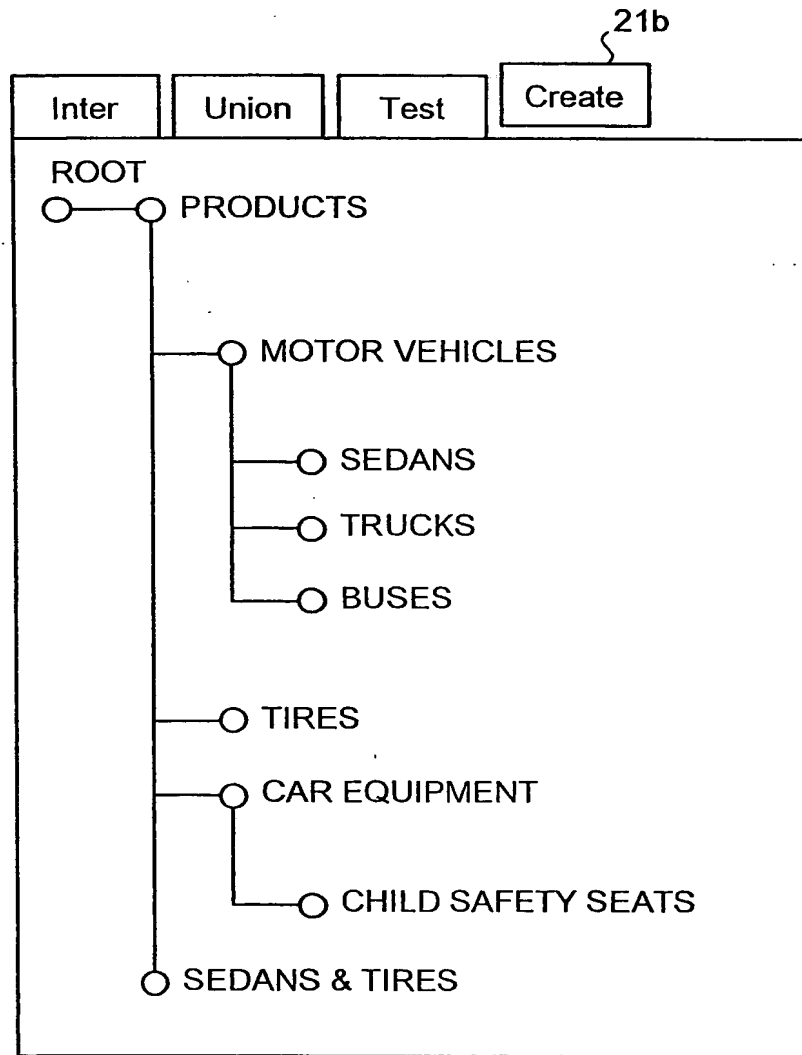 21b
Inter Union Test Create
ROOT
PRODUCTS
MOTOR VEHICLES
SEDANS
TRUCKS
BUSES
TIRES
CAR EQUIPMENT
CHILD SAFETY SEATS
SEDANS & TIRES